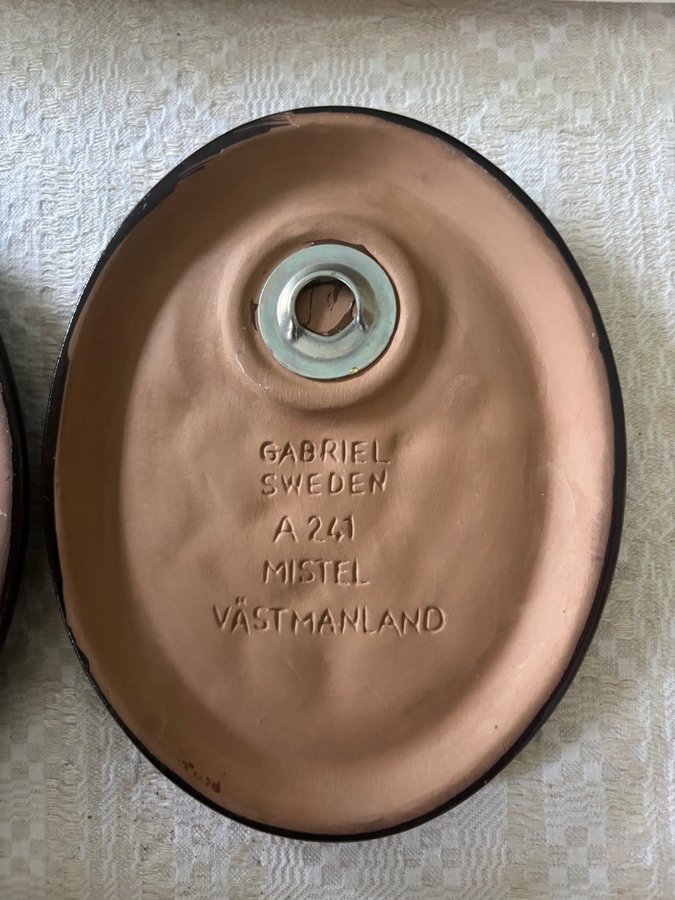 GABRIEL
SWEDEN
A 241
MISTEL
VÄSTMANLAND